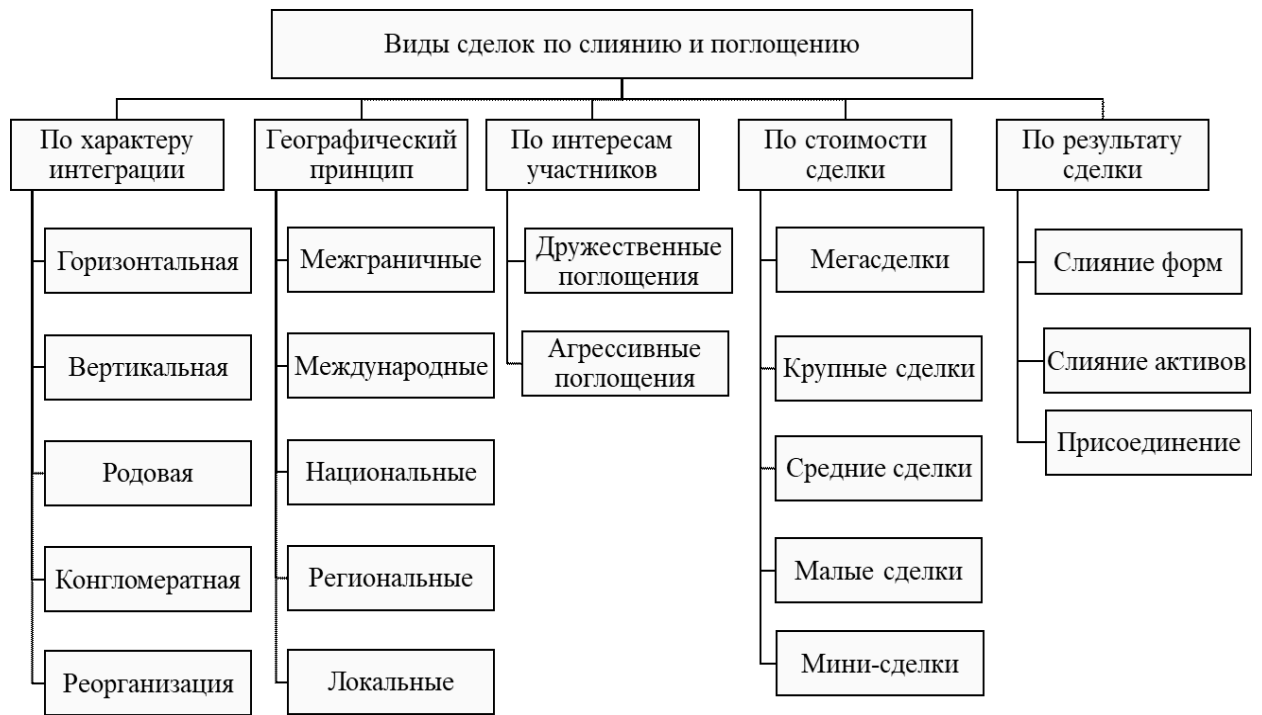 Виды сделок по слиянию и поглощению
По характеру
интеграции
Горизонтальная
Вертикальная
Родовая
Конгломератная
Реорганизация
Географический
принцип
Межграничные
Международные
Национальные
Региональные
Локальные
По интересам
участников
Дружественные
поглощения
Агрессивные
поглощения
По стоимости
сделки
Мегасделки
Крупные сделки
Средние сделки
Малые сделки
Мини-сделки
По результату
сделки
Слияние форм
Слияние активов
Присоединение